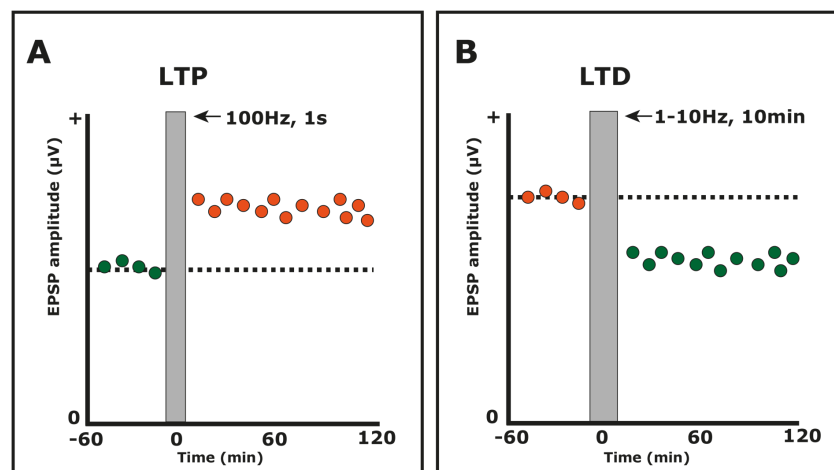 A
LTP
+
100Hz, 1s
EPSP amplitude (µV)
0
-60 0 60 120
Time (min)
B
LTD
+
1-10Hz, 10min
EPSP amplitude (µV)
0
-60 0 60 120
Time (min)